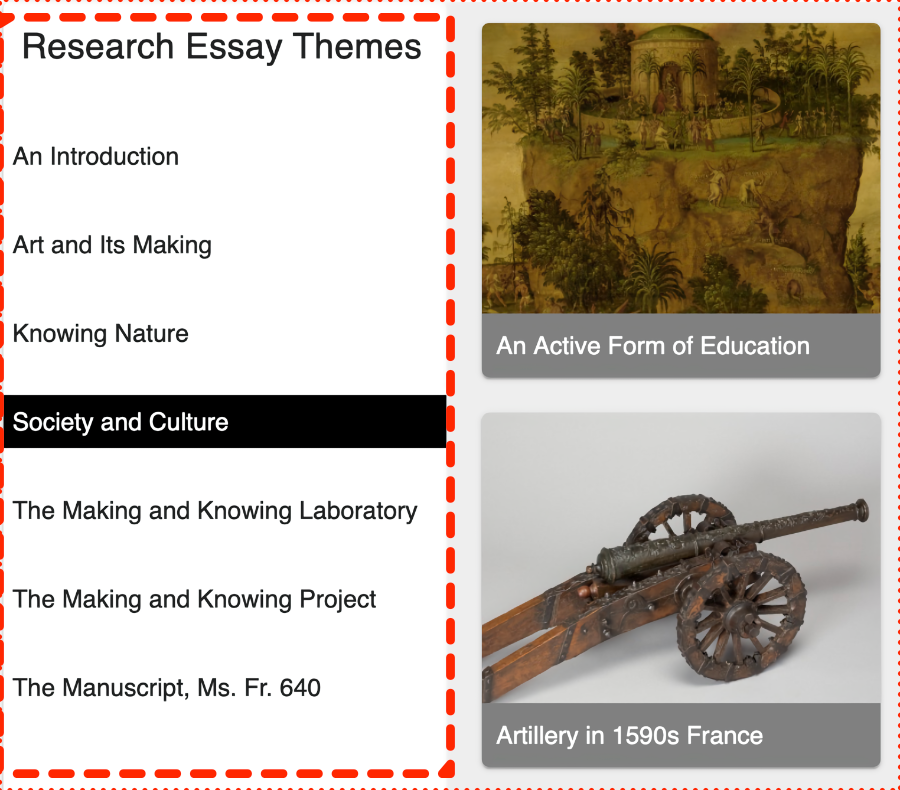 Research Essay Themes
An Introduction
Art and Its Making
Knowing Nature
Society and Culture
The Making and Knowing Laboratory
The Making and Knowing Project
The Manuscript, Ms. Fr. 640
An Active Form of Education
Artillery in 1590s France